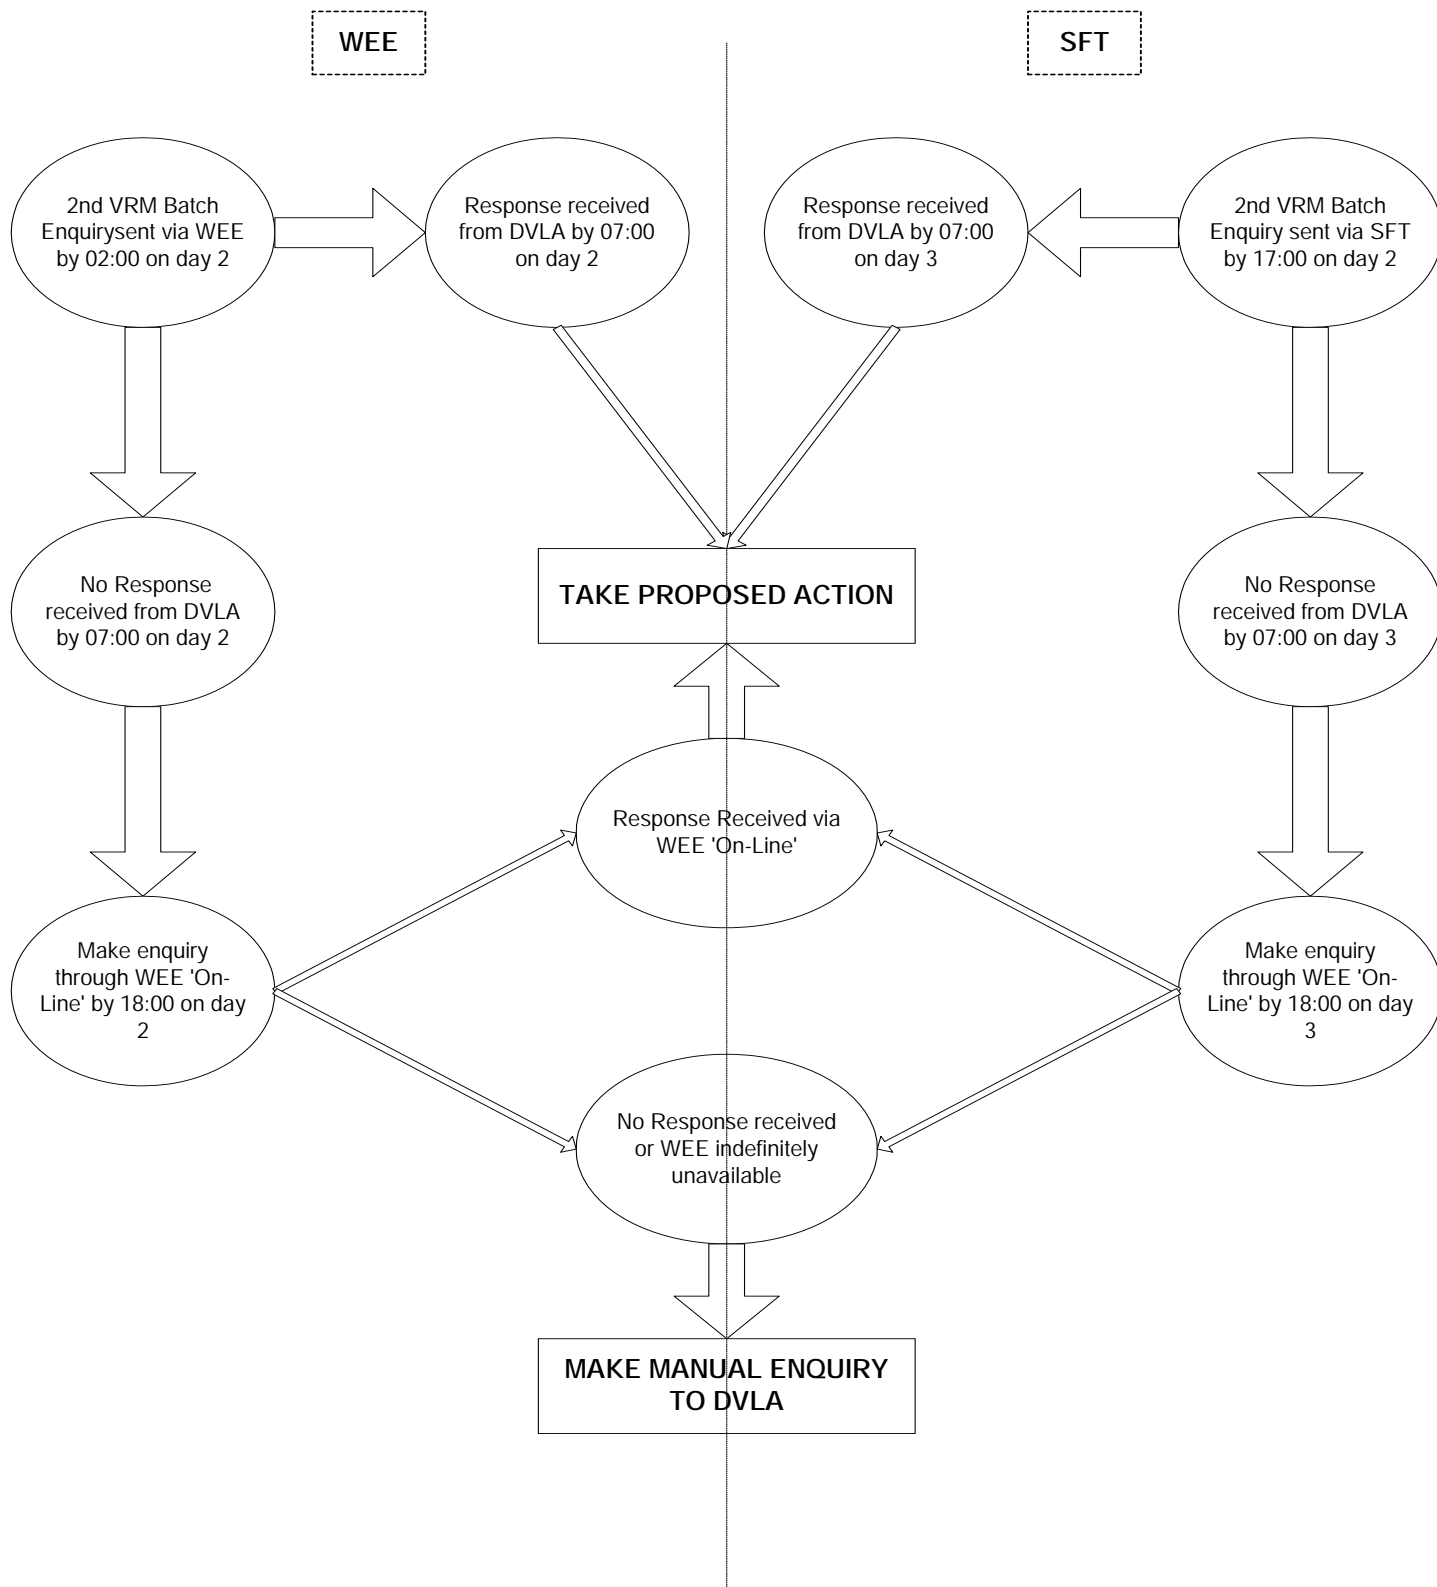 WEE
SFT
2nd VRM Batch
Enquirysent via WEE
by 02:00 on day 2
Response received
from DVLA by 07:00
on day 2
Response received
from DVLA by 07:00
on day 3
2nd VRM Batch
Enquiry sent via SFT
by 17:00 on day 2
No Response
received from DVLA
by 07:00 on day 2
TAKE PROPOSED ACTION
No Response
received from DVLA
by 07:00 on day 3
Response Received via
WEE 'On-Line'
Make enquiry
through WEE 'On-
Line' by 18:00 on day
2
Make enquiry
through WEE 'On-
Line' by 18:00 on day
3
No Response received
or WEE indefinitely
unavailable
MAKE MANUAL ENQUIRY
TO DVLA